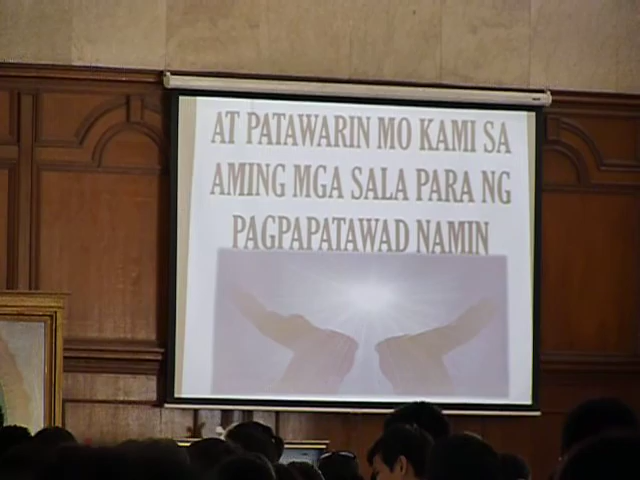 AT PATAWARIN MO KAMI SA
AMING MGA SALA PARA NG
PAGPAPATAWAD NAMIN